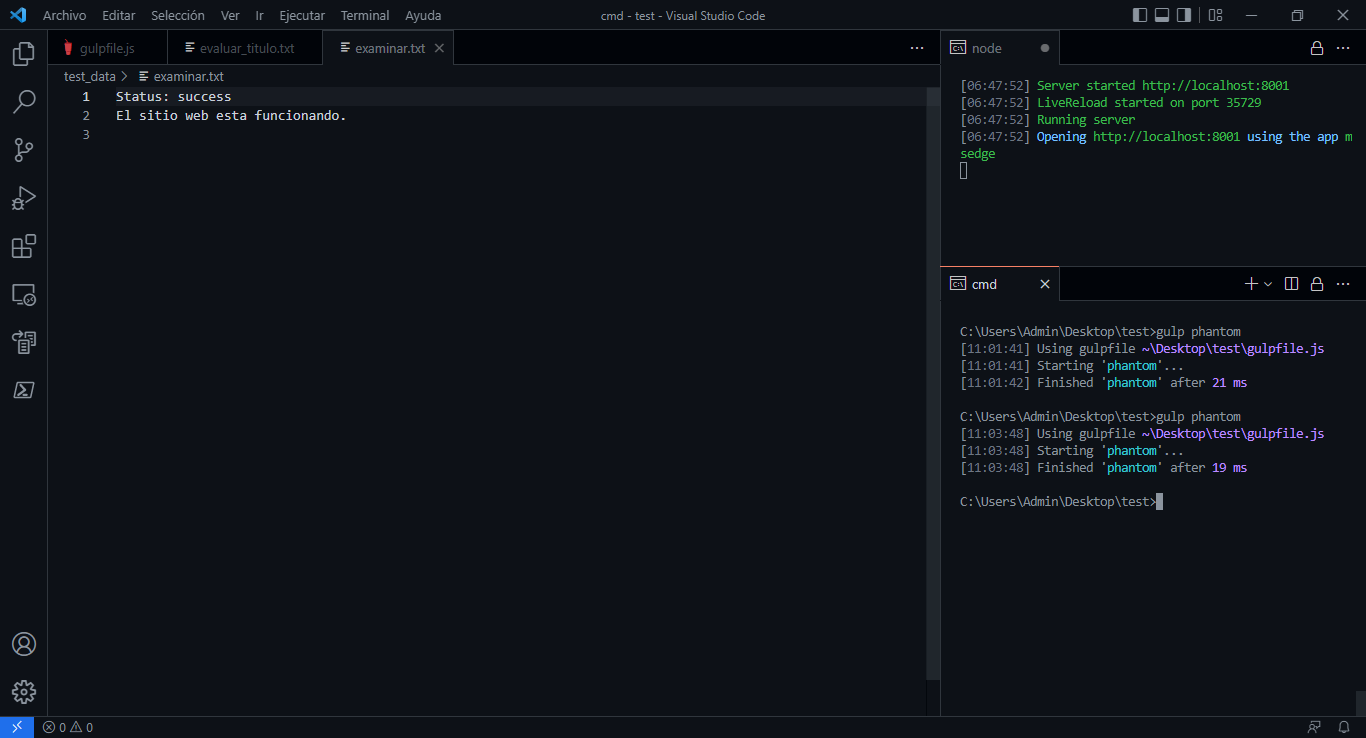 Archivo Editar Selección Ver Ir Ejecutar Terminal Ayuda
cmd - test - Visual Studio Code
gulpfile.js
evaluar_titulo.txt
examinar.txt
test_data > examinar.txt
1 Status: success
2 El sitio web esta funcionando.
3
node
[06:47:52] Server started http://localhost:8001
[06:47:52] LiveReload started on port 35729
[06:47:52] Running server
[06:47:52] Opening http://localhost:8001 using the app m
sedge
cmd
C:\Users\Admin\Desktop\test>gulp phantom
[11:01:41] Using gulpfile ~\Desktop\test\gulpfile.js
[11:01:41] Starting 'phantom'...
[11:01:42] Finished 'phantom' after 21 ms
C:\Users\Admin\Desktop\test>gulp phantom
[11:03:48] Using gulpfile ~\Desktop\test\gulpfile.js
[11:03:48] Starting 'phantom'...
[11:03:48] Finished 'phantom' after 19 ms
C:\Users\Admin\Desktop\test>
0 0